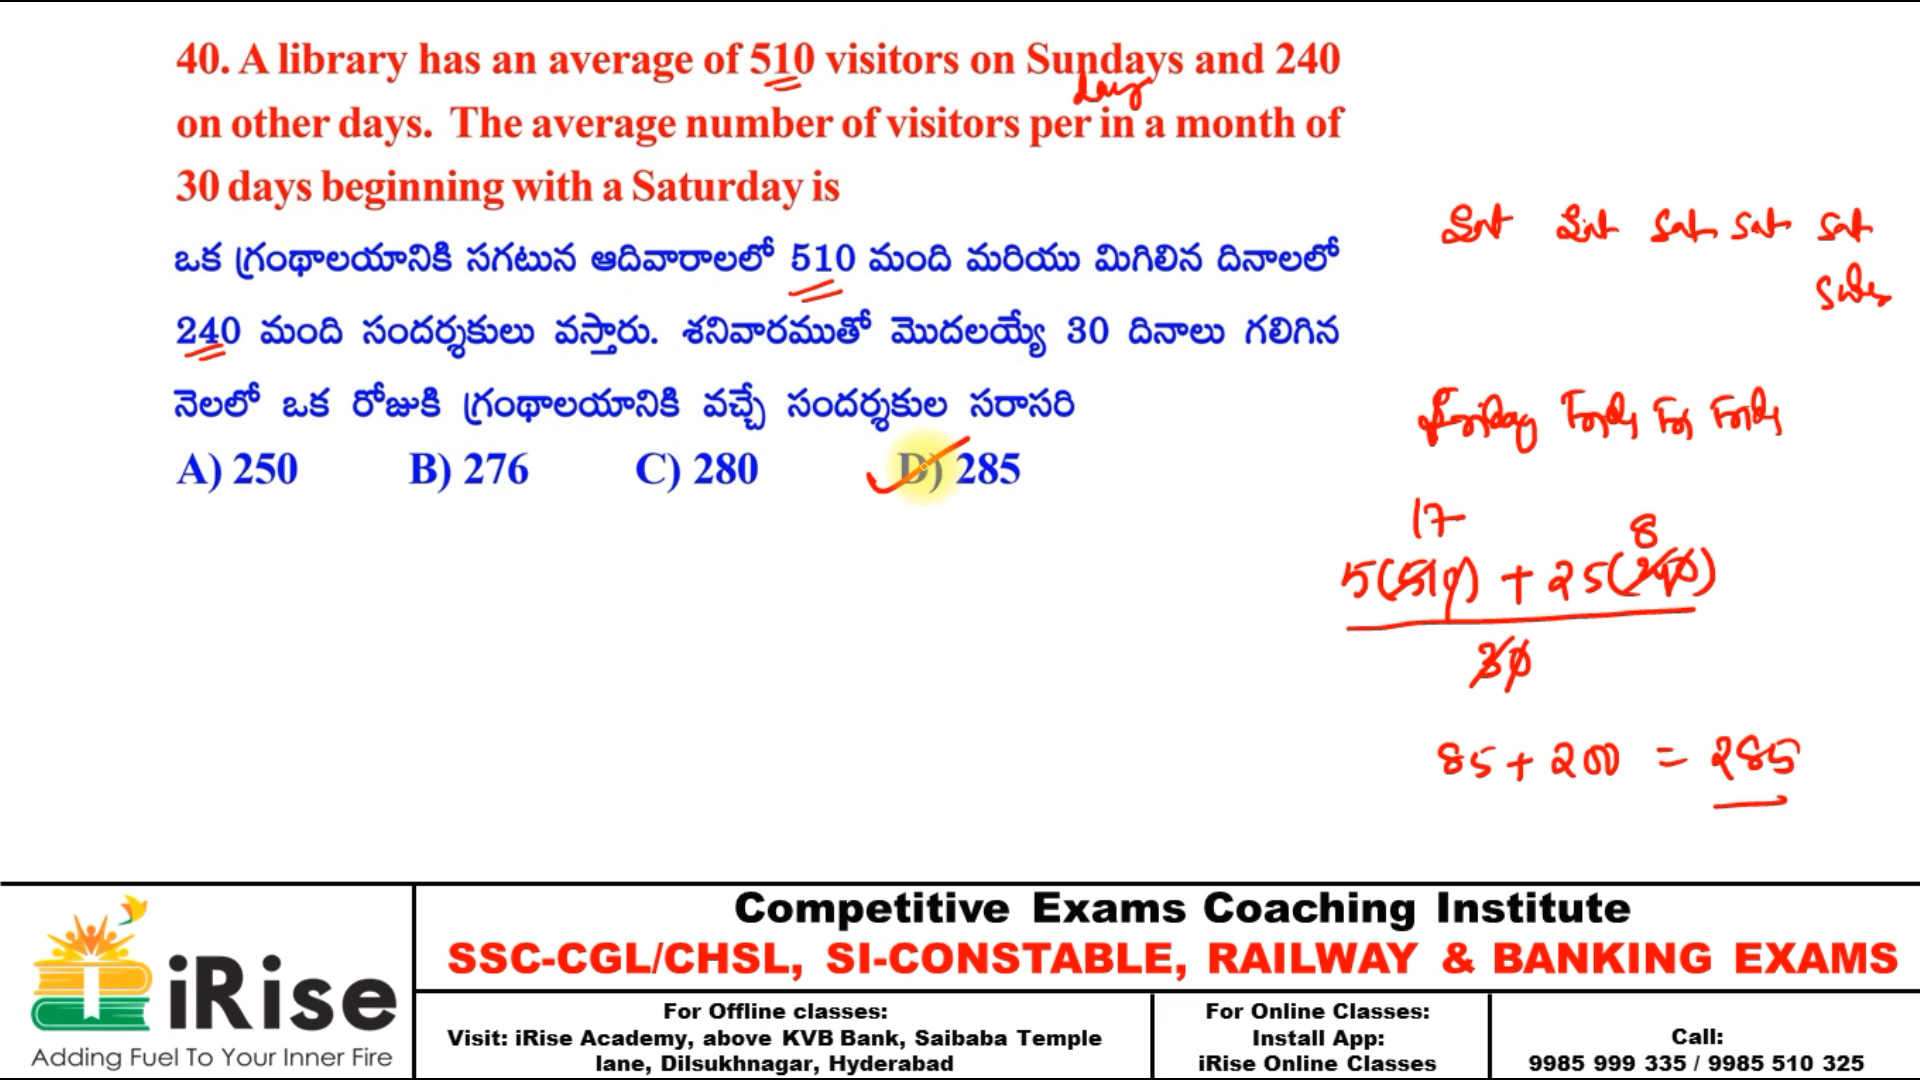 40. A library has an average of 510 visitors on Sundays and 240
day
on other days. The average number of visitors per in a month of
30 days beginning with a Saturday is
ఒక గ్రంథాలయానికి సగటున ఆదివారాలలో 510 మంది మరియు మిగిలిన దినాలలో
240 మంది సందర్శకులు వస్తారు. శనివారముతో మొదలయ్యే 30 దినాలు గలిగిన
నెలలో ఒక రోజుకి గ్రంథాలయానికి వచ్చే సందర్శకుల సరాసరి
A) 250 B) 276 C) 280 D) 285
Sat Sat Sat Sat Sat
Friday
17 8
5(510) + 25(240)
30
85 + 200 = 285
iRise
Adding Fuel To Your Inner Fire
Competitive Exams Coaching Institute
SSC-CGL/CHSL, SI-CONSTABLE, RAILWAY & BANKING EXAMS
For Offline classes:
Visit: iRise Academy, above KVB Bank, Saibaba Temple
lane, Dilsukhnagar, Hyderabad
For Online Classes:
Install App:
iRise Online Classes
Call:
9985 999 335 / 9985 510 325